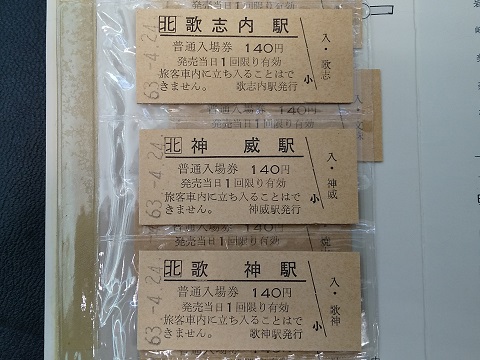 北 歌志内駅
普通入場券 140円
発売当日1回限り有効
旅客車内に立ち入ることはで
きません。 歌志内駅発行
小
入・歌志
63.-4.24
北 神威駅
普通入場券 140円
発売当日1回限り有効
旅客車内に立ち入ることはで
きません。 神威駅発行
小
入・神威
63.-4.24
北 歌神駅
普通入場券 140円
発売当日1回限り有効
旅客車内に立ち入ることはで
きません。 歌神駅発行
小
入・歌神
63.-4.24